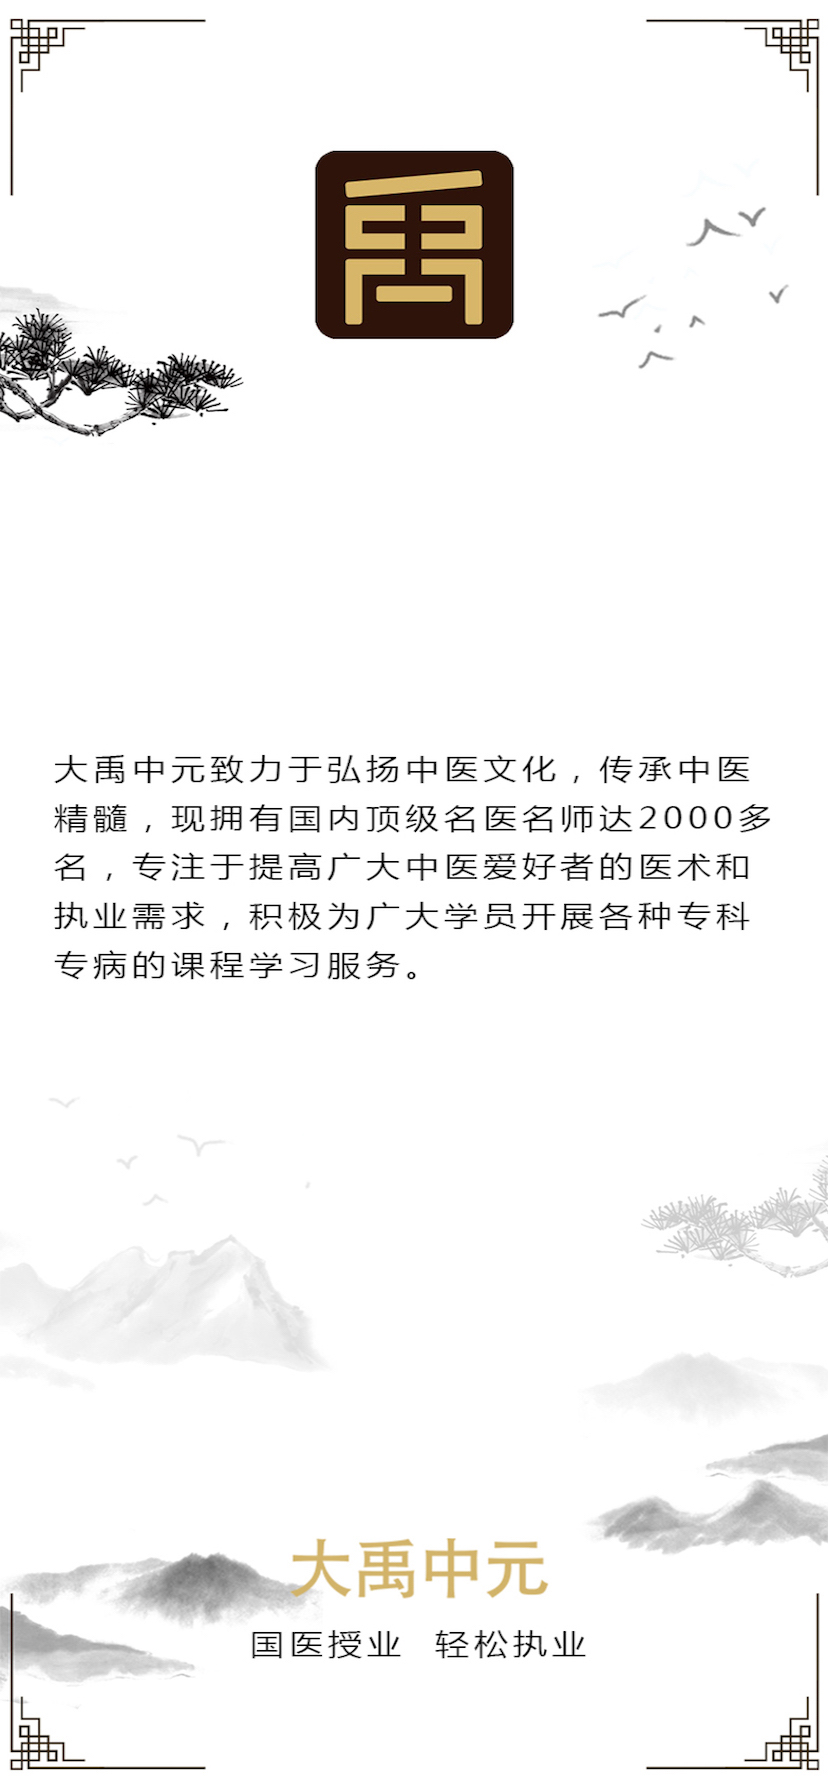 禹
大禹中元致力于弘扬中医文化，传承中医
精髓，现拥有国内顶级名医名师达2000多
名，专注于提高广大中医爱好者的医术和
执业需求，积极为广大学员开展各种专科
专病的课程学习服务。
大禹中元
国医授业 轻松执业